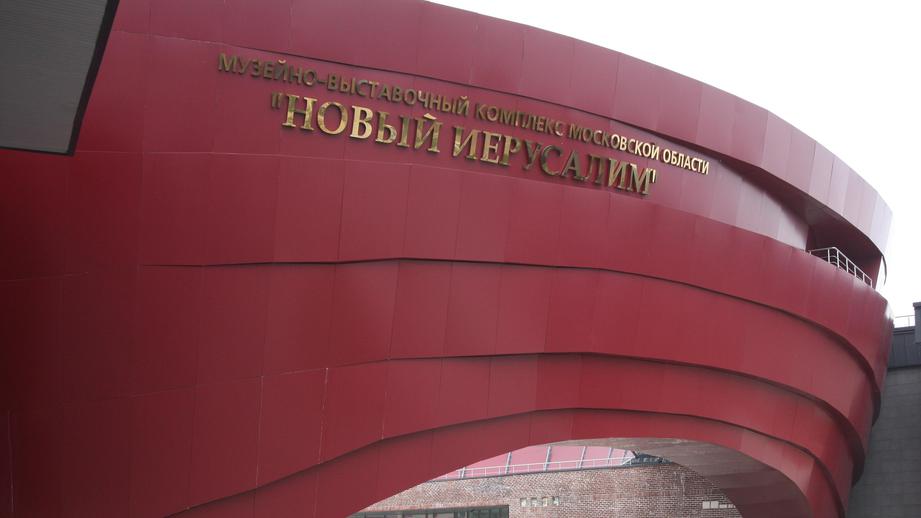 МУЗЕЙНО-ВЫСТАВОЧНЫЙ КОМПЛЕКС МОСКОВСКОЙ ОБЛАСТИ
"НОВЫЙ ИЕРУСАЛИМ"